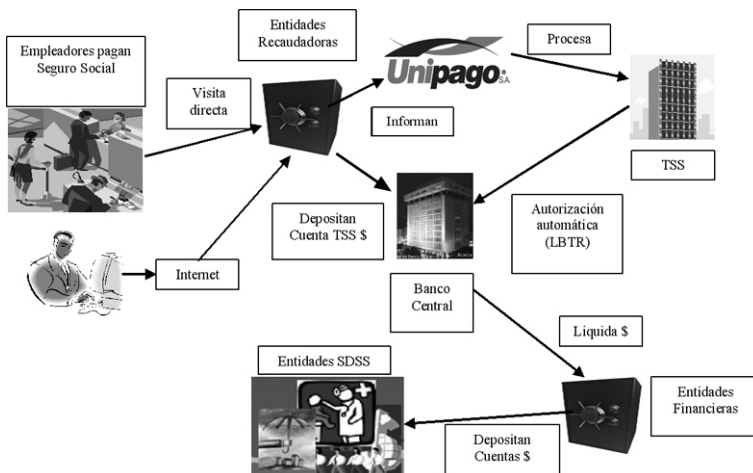 Empleadores pagan
Seguro Social
Visita
directa
Entidades
Recaudadoras
Unipago
SA
Procesa
Informan
TSS
Internet
Depositan
Cuenta TSS $
Autorización
automática
(LBTR)
Banco
Central
Liquida $
Entidades SDSS
Entidades
Financieras
Depositan
Cuentas $